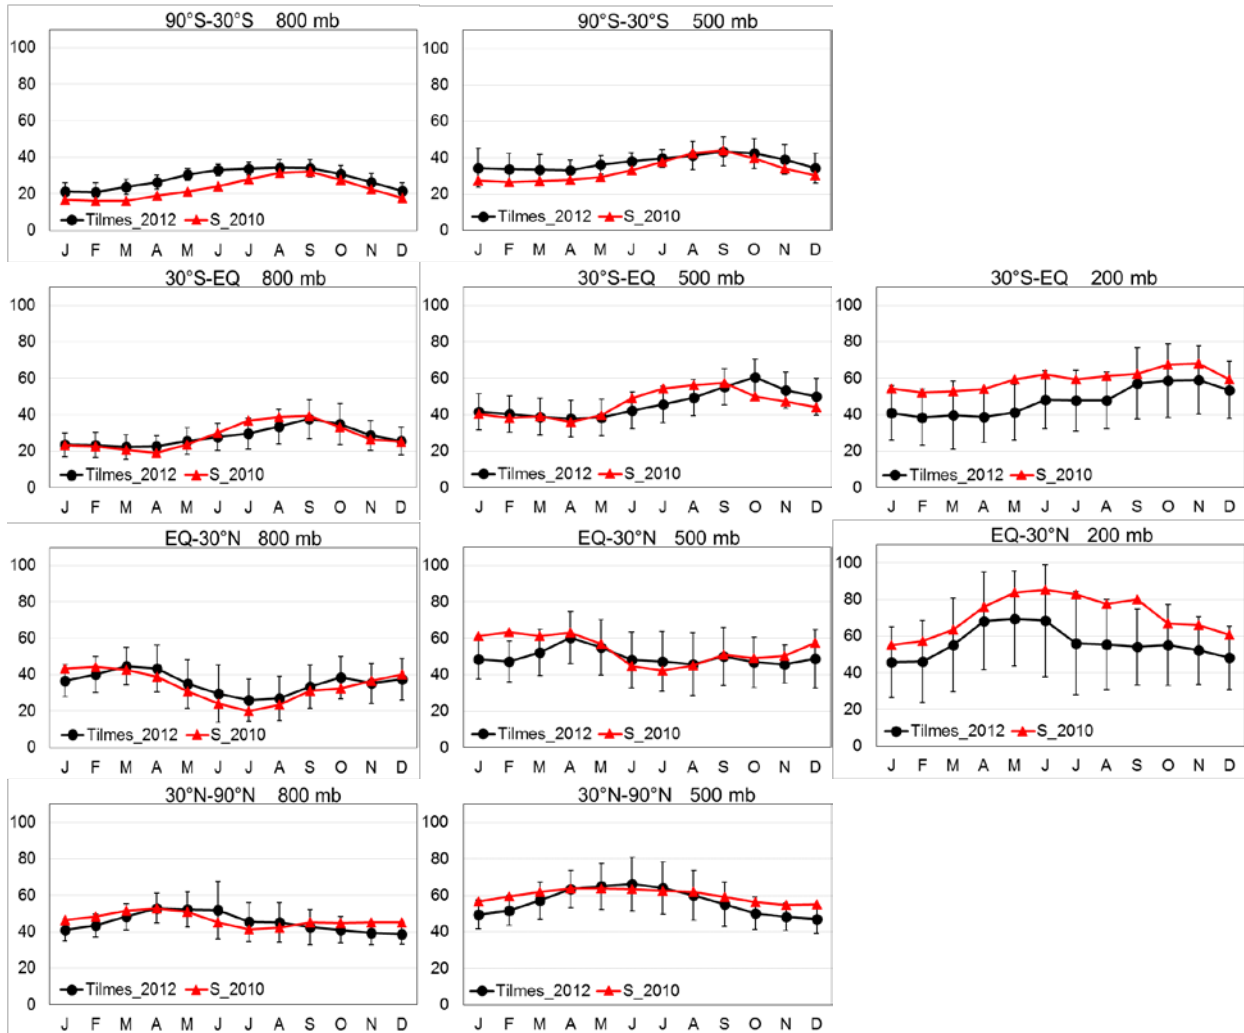 90°S-30°S 800 mb
100
80
60
40
20
0
Tilmes_2012 S_2010
J F M A M J J A S O N D
90°S-30°S 500 mb
100
80
60
40
20
0
Tilmes_2012 S_2010
J F M A M J J A S O N D
30°S-EQ 800 mb
100
80
60
40
20
0
Tilmes_2012 S_2010
J F M A M J J A S O N D
30°S-EQ 500 mb
100
80
60
40
20
0
Tilmes_2012 S_2010
J F M A M J J A S O N D
30°S-EQ 200 mb
100
80
60
40
20
0
Tilmes_2012 S_2010
J F M A M J J A S O N D
EQ-30°N 800 mb
100
80
60
40
20
0
Tilmes_2012 S_2010
J F M A M J J A S O N D
EQ-30°N 500 mb
100
80
60
40
20
0
Tilmes_2012 S_2010
J F M A M J J A S O N D
EQ-30°N 200 mb
100
80
60
40
20
0
Tilmes_2012 S_2010
J F M A M J J A S O N D
30°N-90°N 800 mb
100
80
60
40
20
0
Tilmes_2012 S_2010
J F M A M J J A S O N D
30°N-90°N 500 mb
100
80
60
40
20
0
Tilmes_2012 S_2010
J F M A M J J A S O N D